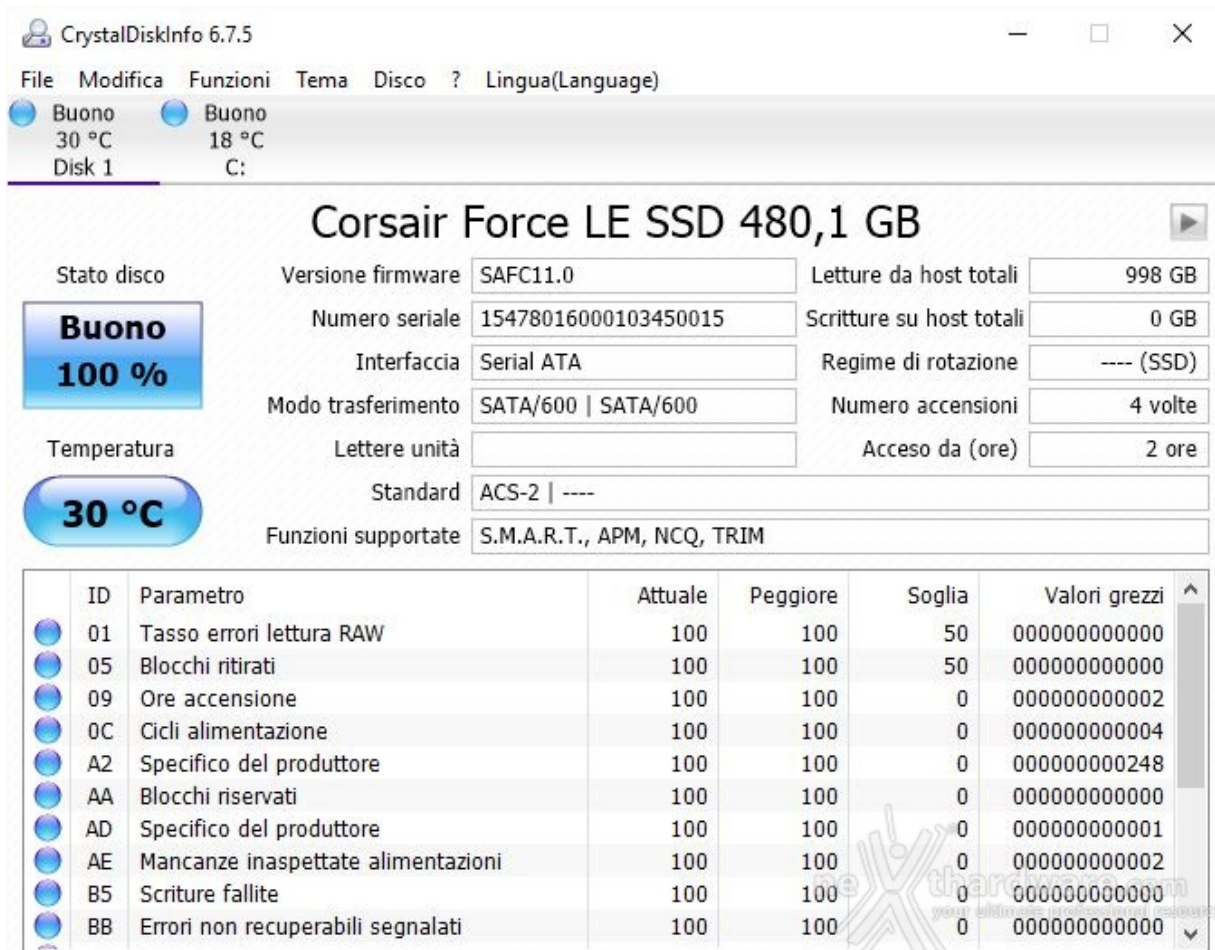 CrystalDiskInfo 6.7.5
File Modifica Funzioni Tema Disco ? Lingua(Language)
Buono Buono
30 °C 18 °C
Disk 1 C:
Corsair Force LE SSD 480,1 GB
Stato disco Versione firmware SAFC11.0 Letture da host totali 998 GB
Buono Numero seriale 15478016000103450015 Scritture su host totali 0 GB
100 % Interfaccia Serial ATA Regime di rotazione ---- (SSD)
Modo trasferimento SATA/600 | SATA/600 Numero accensioni 4 volte
Temperatura Lettere unità Acceso da (ore) 2 ore
30 °C Standard ACS-2 | ----
Funzioni supportate S.M.A.R.T., APM, NCQ, TRIM
ID Parametro Attuale Peggiore Soglia Valori grezzi
01 Tasso errori lettura RAW 100 100 50 000000000000
05 Blocchi ritirati 100 100 50 000000000000
09 Ore accensione 100 100 0 000000000002
0C Cicli alimentazione 100 100 0 000000000004
A2 Specifico del produttore 100 100 0 000000000248
AA Blocchi riservati 100 100 0 000000000000
AD Specifico del produttore 100 100 0 000000000001
AE Mancanze inaspettate alimentazioni 100 100 0 000000000002
B5 Scriture fallite 100 100 0 000000000000
BB Errori non recuperabili segnalati 100 100 0 000000000000
nexthardware.com
your ultimate professional resource